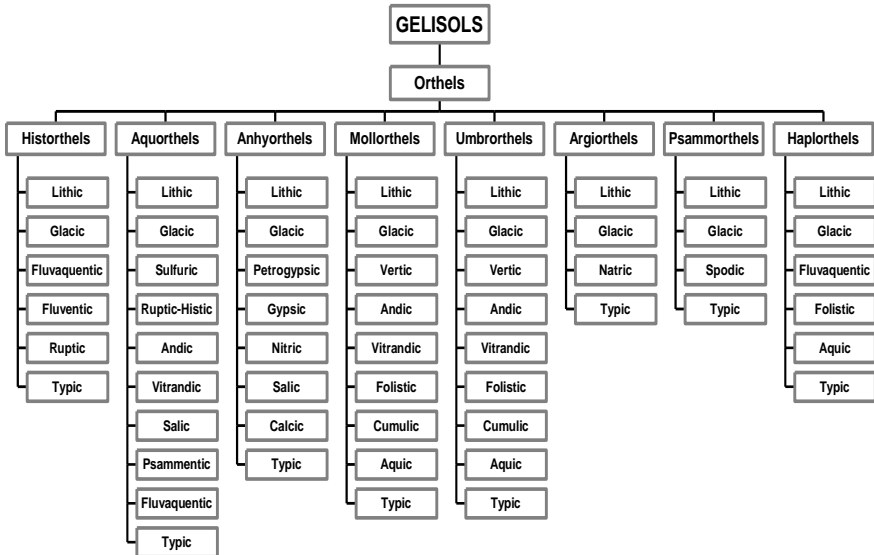 GELISOLS
Orthels
Historthels
Lithic
Glacic
Fluvaquentic
Fluventic
Ruptic
Typic
Aquorthels
Lithic
Glacic
Sulfuric
Ruptic-Histic
Andic
Vitrandic
Salic
Psammentic
Fluvaquentic
Typic
Anhyorthels
Lithic
Glacic
Petrogypsic
Gypsic
Nitric
Salic
Calcic
Typic
Mollorthels
Lithic
Glacic
Vertic
Andic
Vitrandic
Folistic
Cumulic
Aquic
Typic
Umbrorthels
Lithic
Glacic
Vertic
Andic
Vitrandic
Folistic
Cumulic
Aquic
Typic
Argiorthels
Lithic
Glacic
Natric
Typic
Psammorthels
Lithic
Glacic
Spodic
Typic
Haplorthels
Lithic
Glacic
Fluvaquentic
Folistic
Aquic
Typic